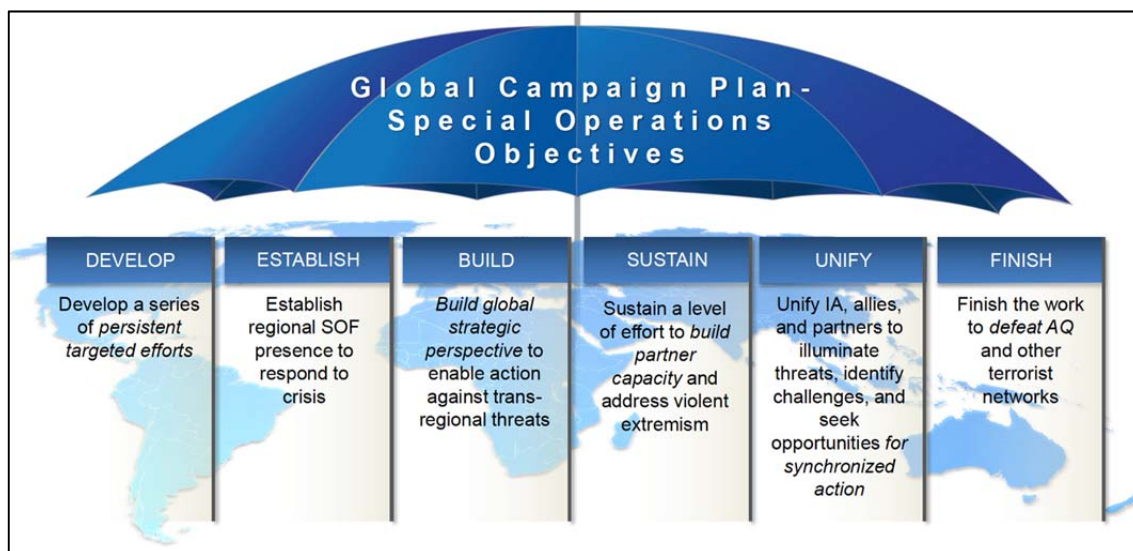 Global Campaign Plan-
Special Operations
Objectives
DEVELOP
Develop a series
of persistent
targeted efforts
ESTABLISH
Establish
regional SOF
presence to
respond to
crisis
BUILD
Build global
strategic
perspective to
enable action
against trans-
regional threats
SUSTAIN
Sustain a level
of effort to build
partner
capacity and
address violent
extremism
UNIFY
Unify IA, allies,
and partners to
illuminate
threats, identify
challenges, and
seek
opportunities for
synchronized
action
FINISH
Finish the work
to defeat AQ
and other
terrorist
networks